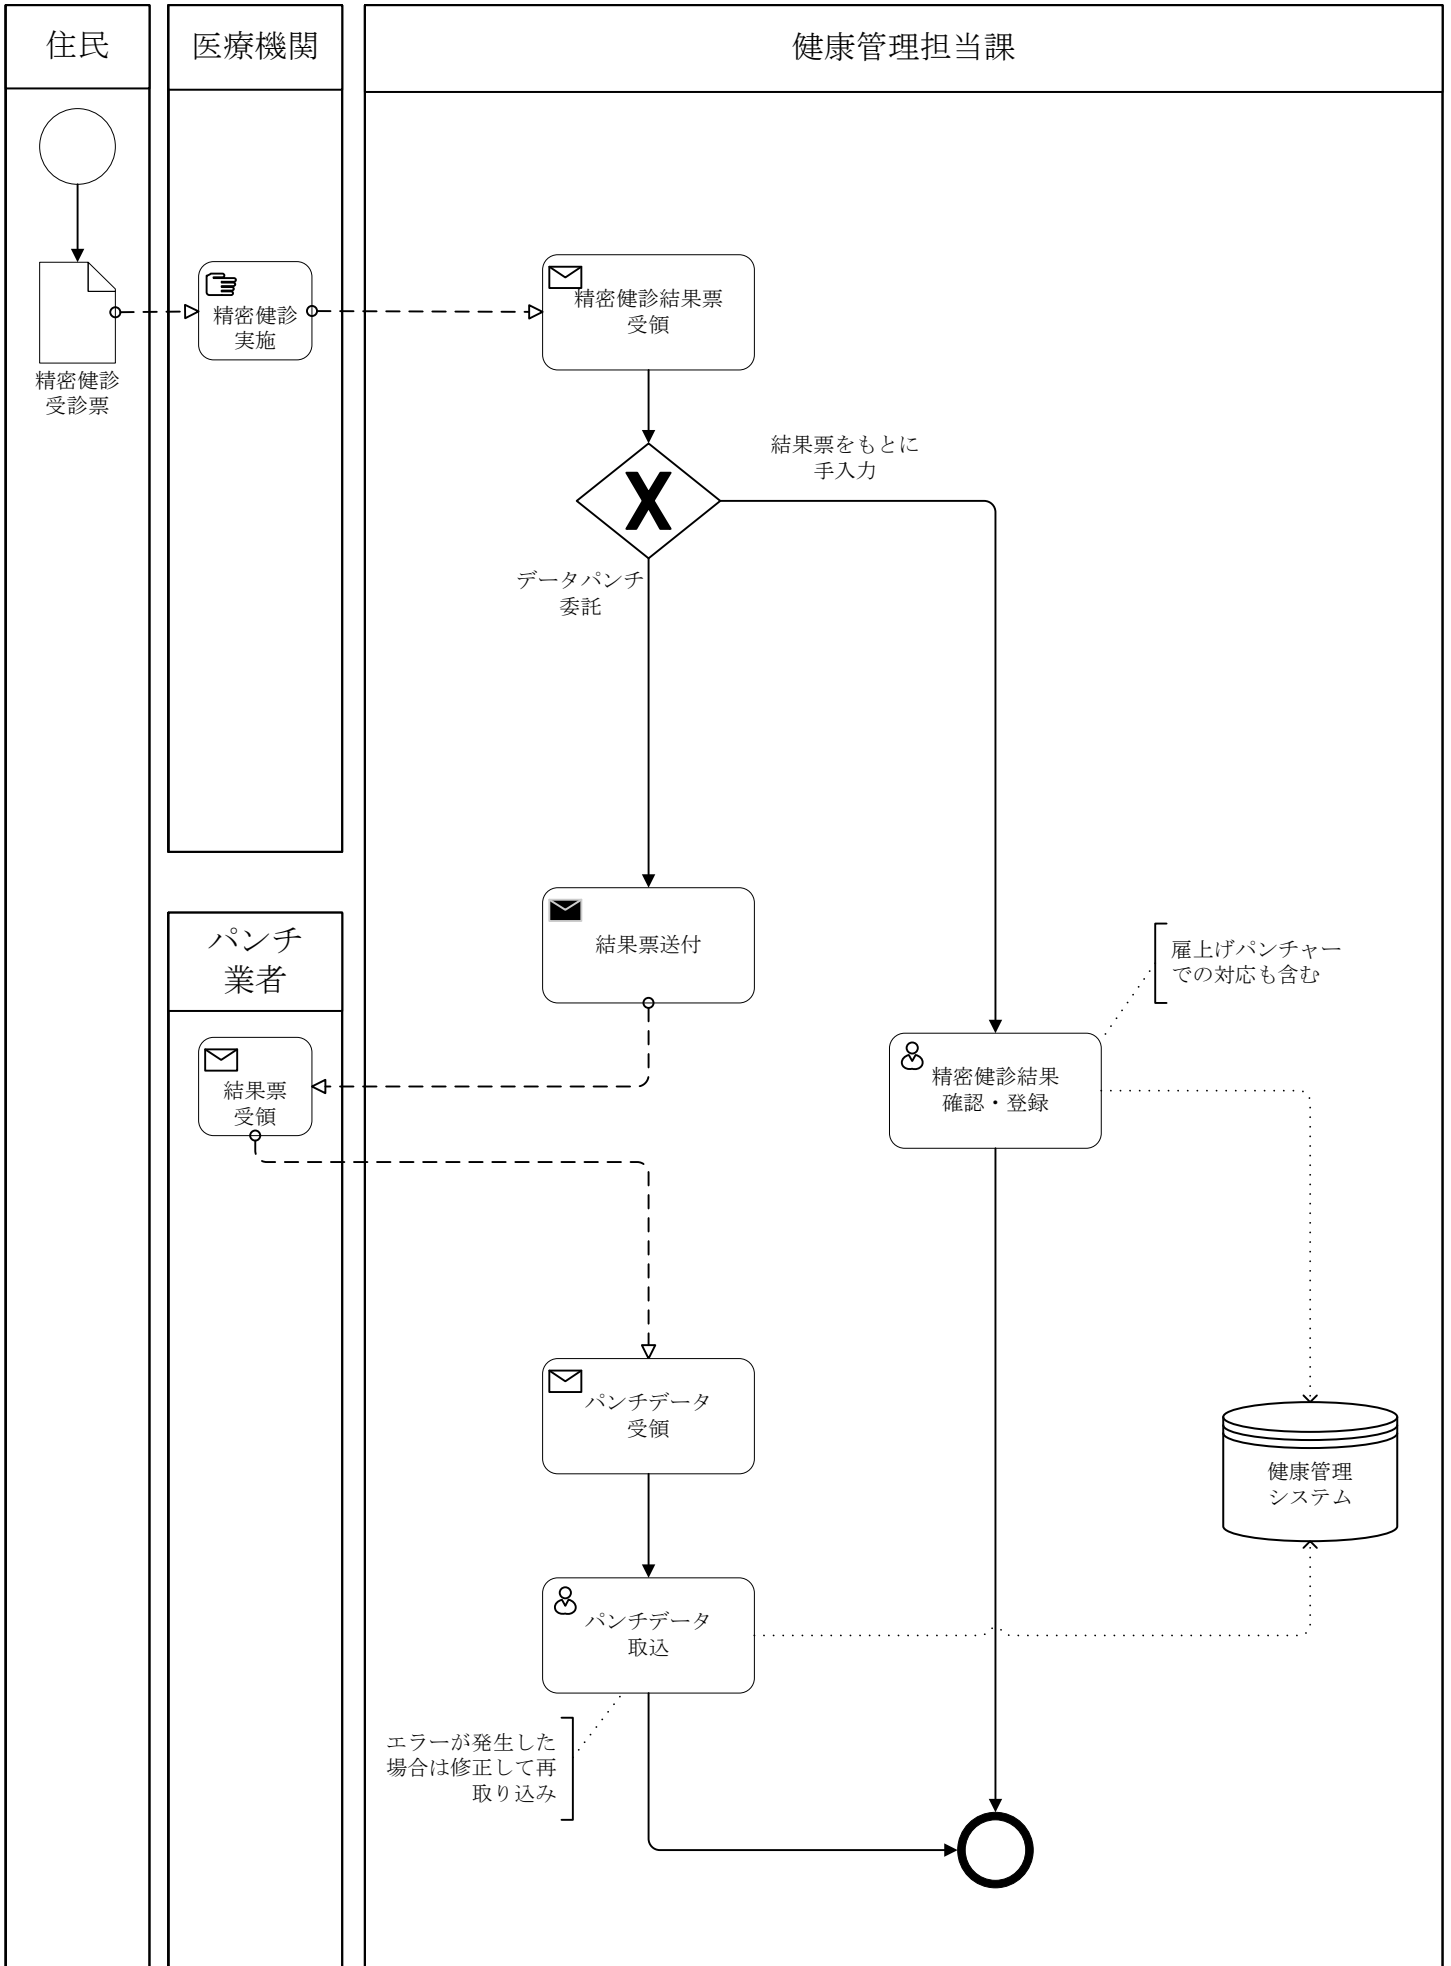 住民
医療機関
健康管理担当課
精密健診
受診票
精密健診
実施
精密健診結果票
受領
結果票をもとに
手入力
データパンチ
委託
結果票送付
パンチ
業者
結果票
受領
雇上げパンチャー
での対応も含む
精密健診結果
確認・登録
パンチデータ
受領
健康管理
システム
パンチデータ
取込
エラーが発生した
場合は修正して再
取り込み